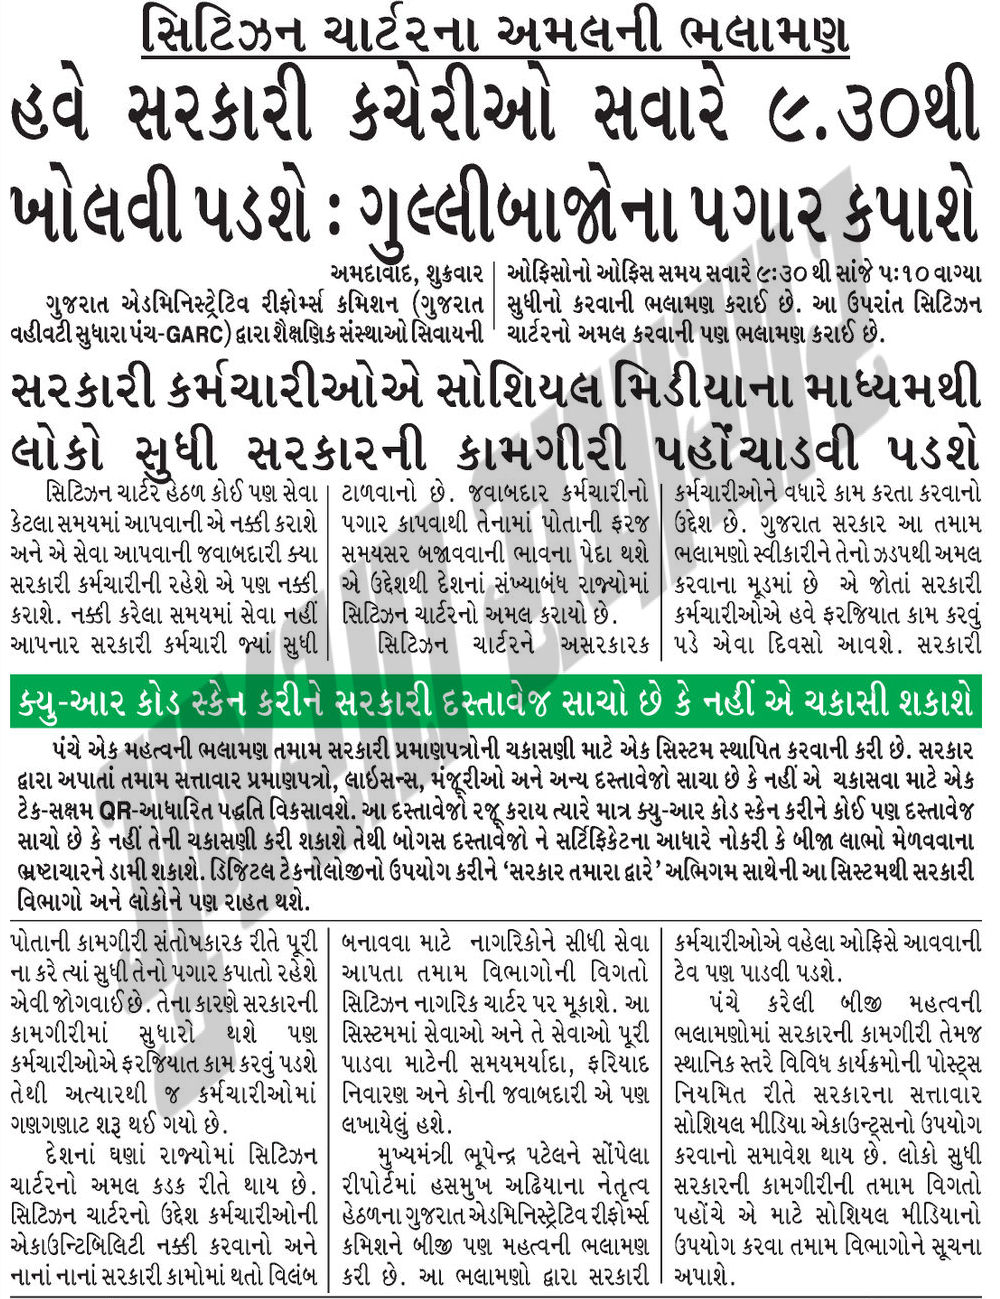 સિટિઝન ચાર્ટરના અમલની ભલામણ
હવે સરકારી કચેરીઓ સવારે ૯.૩૦થી
ખોલવી પડશે : ગુલ્લીબાજોના પગાર કપાશે
અમદાવાદ, શુક્રવાર
ગુજરાત એડમિનિસ્ટ્રેટિવ રીફોર્મ્સ કમિશન (ગુજરાત
વહીવટી સુધારા પંચ-GARC) દ્વારા શૈક્ષણિક સંસ્થાઓ સિવાયની
ઓફિસોનો ઓફિસ સમય સવારે ૯:૩૦ થી સાંજે ૫:૧૦ વાગ્યા
સુધીનો કરવાની ભલામણ કરાઈ છે. આ ઉપરાંત સિટિઝન
ચાર્ટરનો અમલ કરવાની પણ ભલામણ કરાઈ છે.
સરકારી કર્મચારીઓએ સોશિયલ મિડીયાના માધ્યમથી
લોકો સુધી સરકારની કામગીરી પહોંચાડવી પડશે
સિટિઝન ચાર્ટર હેઠળ કોઈ પણ સેવા
કેટલા સમયમાં આપવાની એ નક્કી કરાશે
અને એ સેવા આપવાની જવાબદારી ક્યા
સરકારી કર્મચારીની રહેશે એ પણ નક્કી
કરાશે. નક્કી કરેલા સમયમાં સેવા નહીં
આપનાર સરકારી કર્મચારી જ્યાં સુધી
ટાળવાનો છે. જવાબદાર કર્મચારીનો
પગાર કાપવાથી તેનામાં પોતાની ફરજ
સમયસર બજાવવાની ભાવના પેદા થશે
એ ઉદ્દેશથી દેશનાં સંખ્યાબંધ રાજ્યોમાં
સિટિઝન ચાર્ટરનો અમલ કરાયો છે.
સિટિઝન ચાર્ટરને અસરકારક
કર્મચારીઓને વધારે કામ કરતા કરવાનો
ઉદ્દેશ છે. ગુજરાત સરકાર આ તમામ
ભલામણો સ્વીકારીને તેનો ઝડપથી અમલ
કરવાના મૂડમાં છે એ જોતાં સરકારી
કર્મચારીઓએ હવે ફરજિયાત કામ કરવું
પડે એવા દિવસો આવશે. સરકારી
ક્યુ-આર કોડ સ્કેન કરીને સરકારી દસ્તાવેજ સાચો છે કે નહીં એ ચકાસી શકાશે
પંચે એક મહત્વની ભલામણ તમામ સરકારી પ્રમાણપત્રોની ચકાસણી માટે એક સિસ્ટમ સ્થાપિત કરવાની કરી છે. સરકાર
દ્વારા અપાતાં તમામ સત્તાવાર પ્રમાણપત્રો, લાઇસન્સ, મંજૂરીઓ અને અન્ય દસ્તાવેજો સાચા છે કે નહીં એ ચકાસવા માટે એક
ટેક-સક્ષમ QR-આધારિત પદ્ધતિ વિકસાવશે. આ દસ્તાવેજો રજૂ કરાય ત્યારે માત્ર ક્યુ-આર કોડ સ્કેન કરીને કોઈ પણ દસ્તાવેજ
સાચો છે કે નહીં તેની ચકાસણી કરી શકાશે તેથી બોગસ દસ્તાવેજો ને સર્ટિફિકેટના આધારે નોકરી કે બીજા લાભો મેળવવાના
ભ્રષ્ટાચારને ડામી શકાશે. ડિજિટલ ટેકનોલોજીનો ઉપયોગ કરીને 'સરકાર તમારા દ્વારે' અભિગમ સાથેની આ સિસ્ટમથી સરકારી
વિભાગો અને લોકોને પણ રાહત થશે.
પોતાની કામગીરી સંતોષકારક રીતે પૂરી
ના કરે ત્યાં સુધી તેનો પગાર કપાતો રહેશે
એવી જોગવાઈ છે. તેના કારણે સરકારની
કામગીરીમાં સુધારો થશે પણ
કર્મચારીઓએ ફરજિયાત કામ કરવું પડશે
તેથી અત્યારથી જ કર્મચારીઓમાં
ગણગણાટ શરૂ થઈ ગયો છે.
દેશનાં ઘણાં રાજ્યોમાં સિટિઝન
ચાર્ટરનો અમલ કડક રીતે થાય છે.
સિટિઝન ચાર્ટરનો ઉદ્દેશ કર્મચારીઓની
એકાઉન્ટિબિલિટી નક્કી કરવાનો અને
નાનાં નાનાં સરકારી કામોમાં થતો વિલંબ
બનાવવા માટે નાગરિકોને સીધી સેવા
આપતા તમામ વિભાગોની વિગતો
સિટિઝન નાગરિક ચાર્ટર પર મૂકાશે. આ
સિસ્ટમમાં સેવાઓ અને તે સેવાઓ પૂરી
પાડવા માટેની સમયમર્યાદા, ફરિયાદ
નિવારણ અને કોની જવાબદારી એ પણ
લખાયેલું હશે.
મુખ્યમંત્રી ભૂપેન્દ્ર પટેલને સોંપેલા
રીપોર્ટમાં હસમુખ અઢિયાના નેતૃત્વ
હેઠળના ગુજરાત એડમિનિસ્ટ્રેટિવ રીફોર્મ્સ
કમિશને બીજી પણ મહત્વની ભલામણ
કરી છે. આ ભલામણો દ્વારા સરકારી
કર્મચારીઓએ વહેલા ઓફિસે આવવાની
ટેવ પણ પાડવી પડશે.
પંચે કરેલી બીજી મહત્વની
ભલામણોમાં સરકારની કામગીરી તેમજ
સ્થાનિક સ્તરે વિવિધ કાર્યક્રમોની પોસ્ટ્સ
નિયમિત રીતે સરકારના સત્તાવાર
સોશિયલ મીડિયા એકાઉન્ટ્સનો ઉપયોગ
કરવાનો સમાવેશ થાય છે. લોકો સુધી
સરકારની કામગીરીની તમામ વિગતો
પહોંચે એ માટે સોશિયલ મીડિયાનો
ઉપયોગ કરવા તમામ વિભાગોને સૂચના
અપાશે.